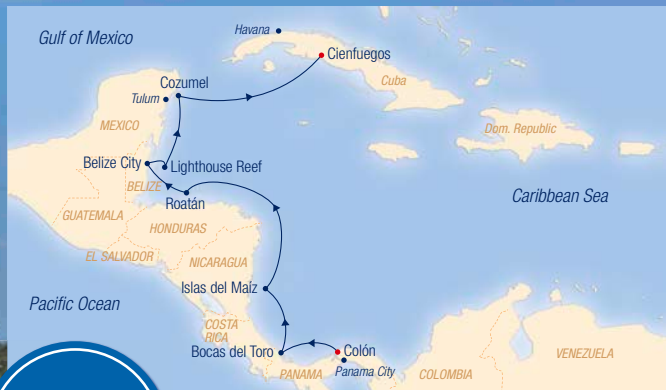 Gulf of Mexico
Havana
Cienfuegos
Cuba
Cozumel
Tulum
MEXICO
Dom. Republic
Belize City
Lighthouse Reef
BELIZE
Roatán
Caribbean Sea
GUATEMALA
HONDURAS
EL SALVADOR
NICARAGUA
Islas del Maíz
Pacific Ocean
COSTA
RICA
Bocas del Toro
Colón
Panama City
PANAMA
COLOMBIA
VENEZUELA